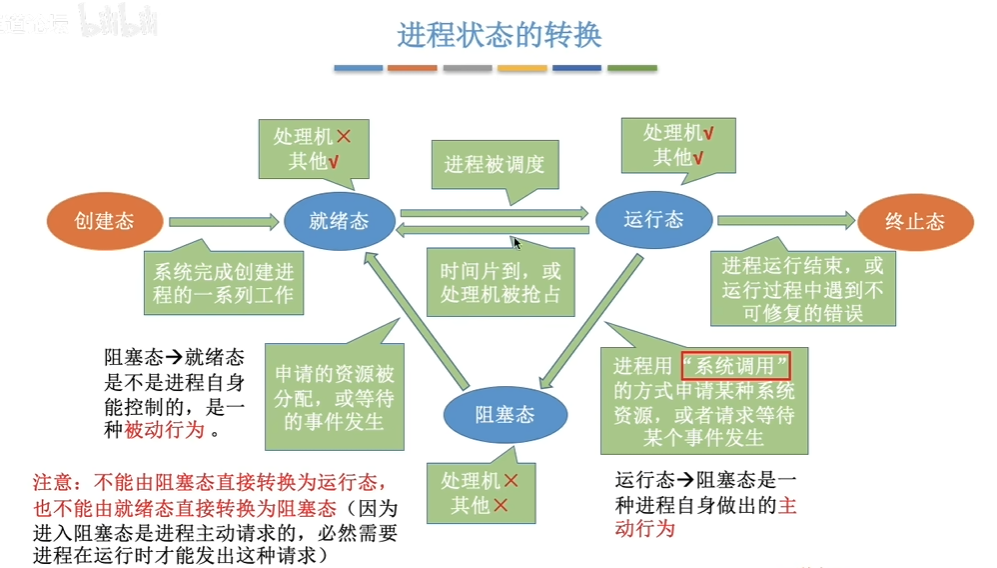 bilibili
进程状态的转换
处理机×
其他√
进程被调度
处理机√
其他√
创建态
就绪态
运行态
终止态
系统完成创建进
程的一系列工作
时间片到，或
处理机被抢占
进程运行结束，或
运行过程中遇到不
可修复的错误
阻塞态→就绪态
是不是进程自身
能控制的，是一
种被动行为 。
申请的资源被
分配，或等待
的事件发生
进程用“系统调用”
的方式申请某种系统
资源，或者请求等待
某个事件发生
阻塞态
处理机×
其他×
注意：不能由阻塞态直接转换为运行态，
也不能由就绪态直接转换为阻塞态（因为
进入阻塞态是进程主动请求的，必然需要
进程在运行时才能发出这种请求）
运行态→阻塞态是一
种进程自身做出的主
动行为